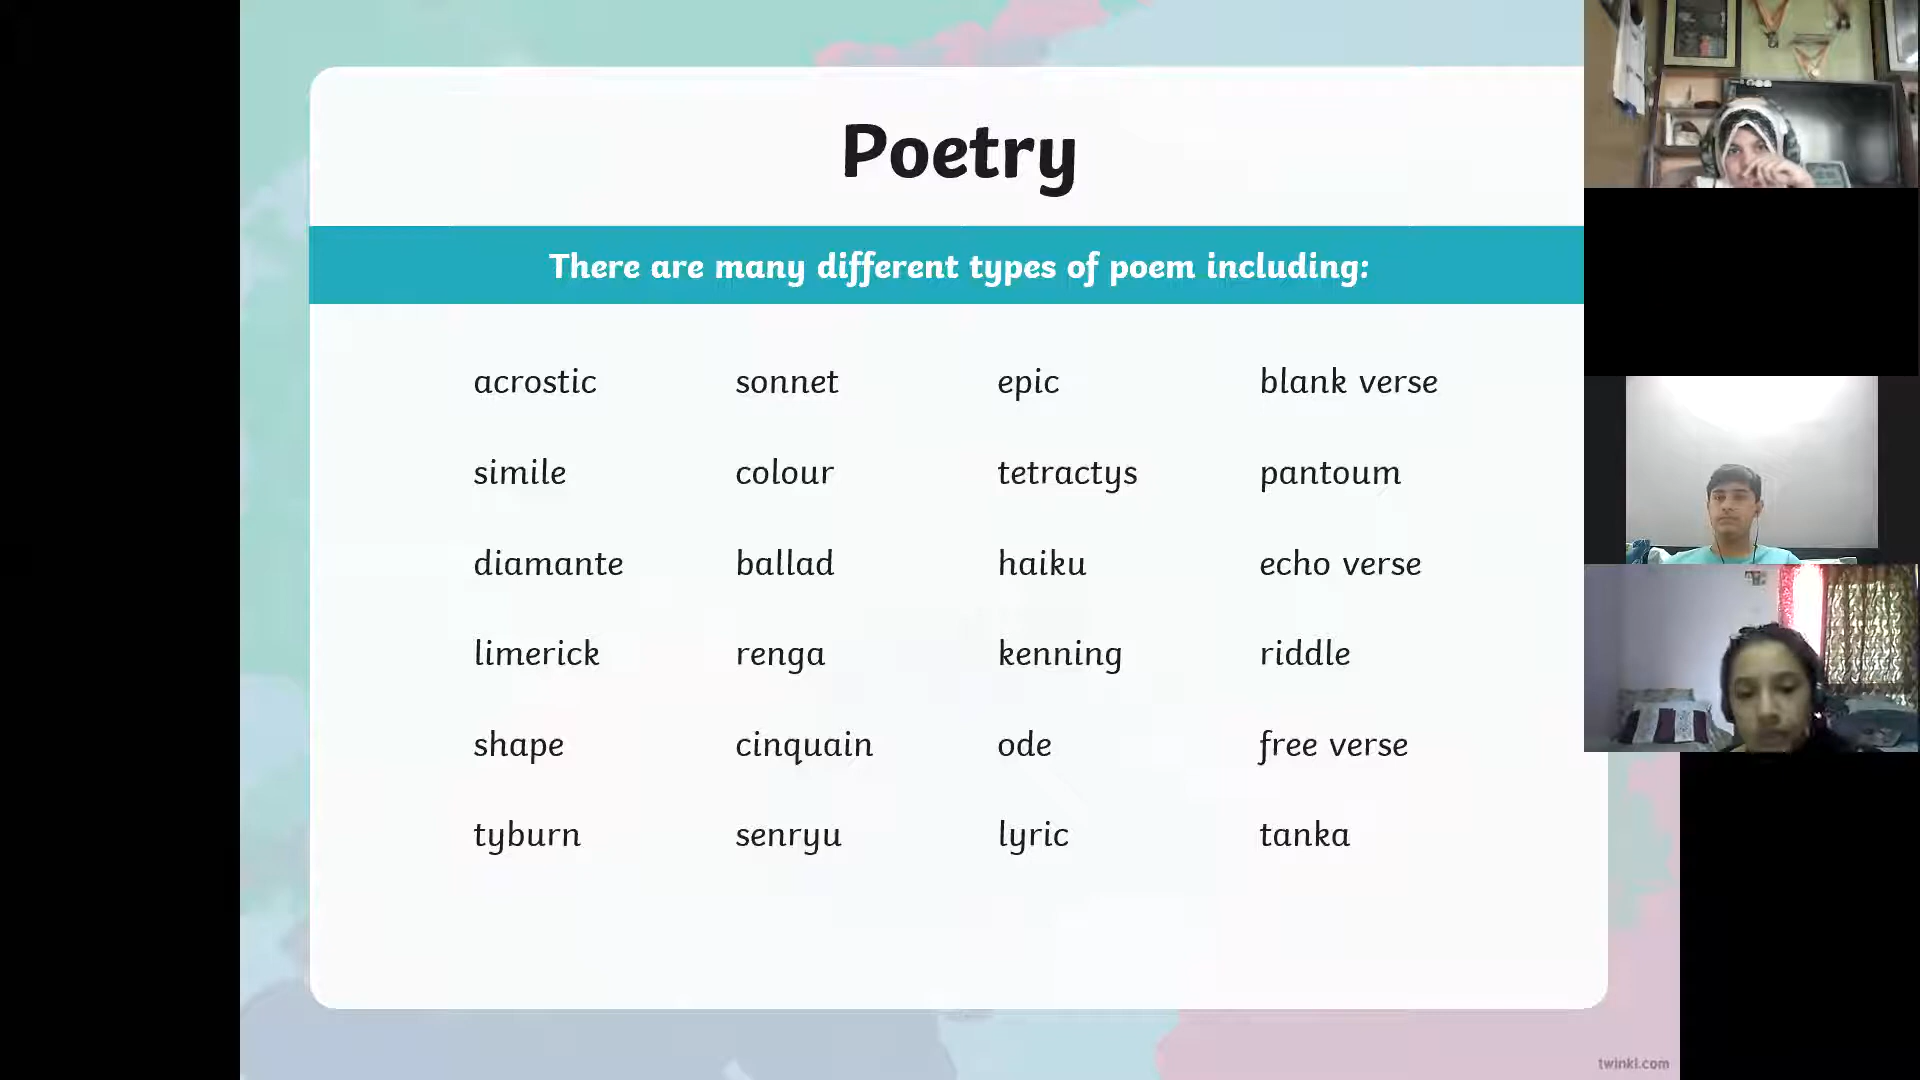 Poetry
There are many different types of poem including:
acrostic sonnet epic blank verse
simile colour tetractys pantoum
diamante ballad haiku echo verse
limerick renga kenning riddle
shape cinquain ode free verse
tyburn senryu lyric tanka
twinkl.com